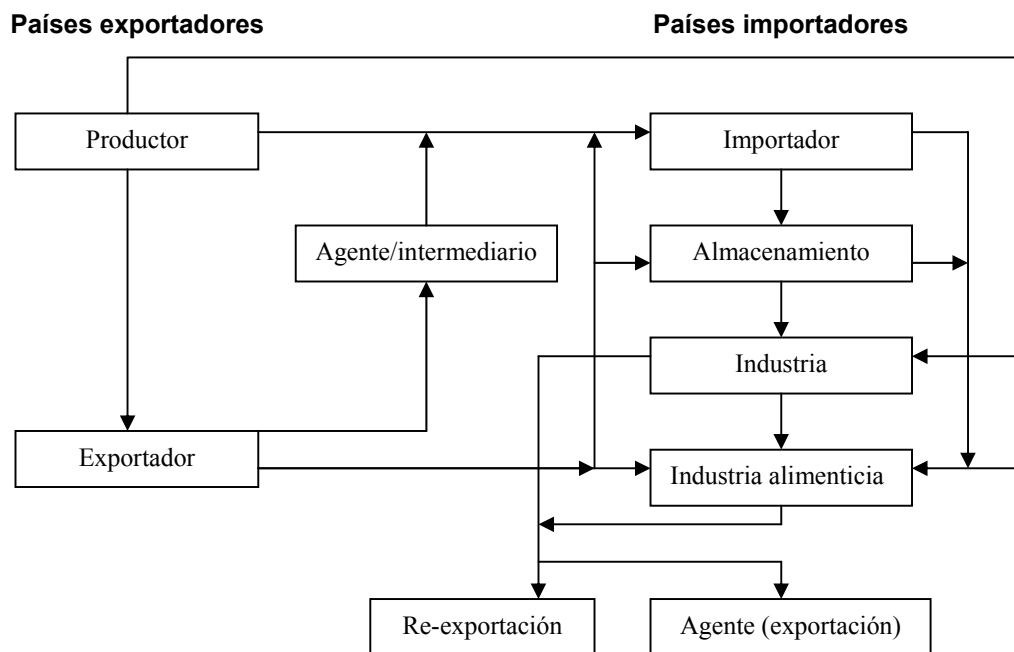 Países exportadores
Países importadores
Productor
Importador
Agente/intermediario
Almacenamiento
Industria
Exportador
Industria alimenticia
Re-exportación
Agente (exportación)